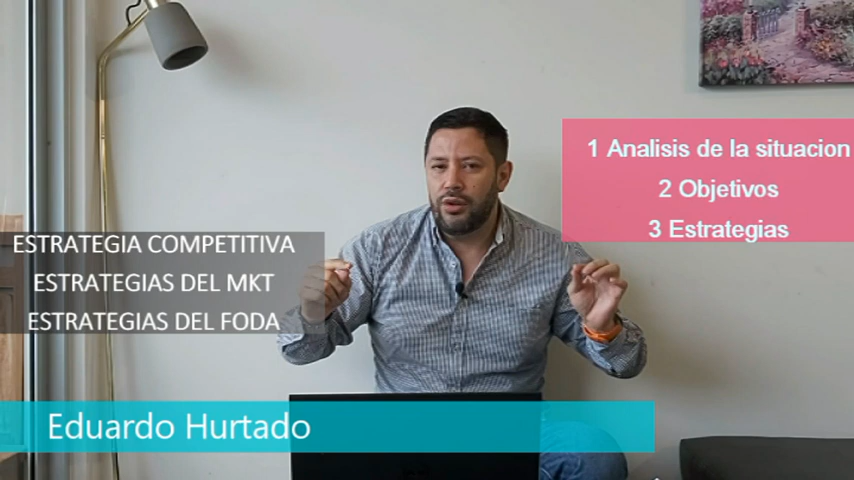 1 Analisis de la situacion
2 Objetivos
3 Estrategias
ESTRATEGIA COMPETITIVA
ESTRATEGIAS DEL MKT
ESTRATEGIAS DEL FODA
Eduardo Hurtado